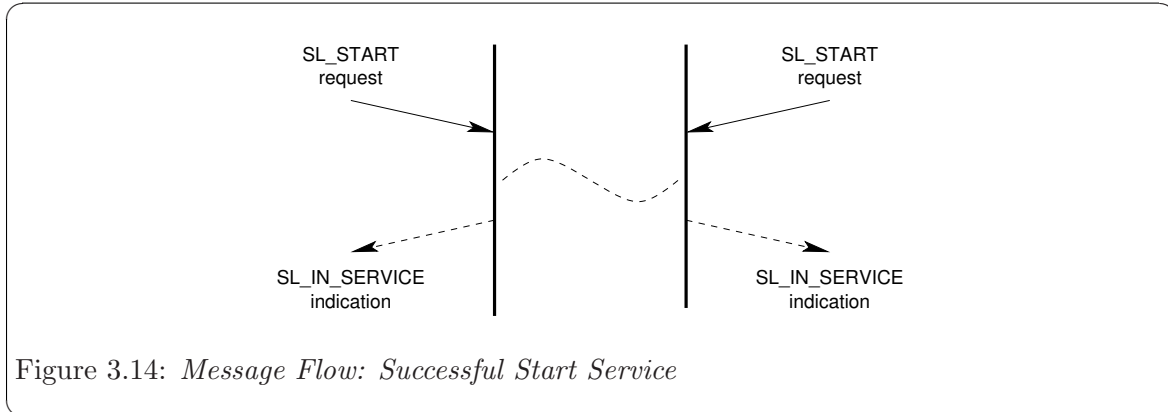 SL_START
request
SL_START
request
SL_IN_SERVICE
indication
SL_IN_SERVICE
indication
Figure 3.14: Message Flow: Successful Start Service